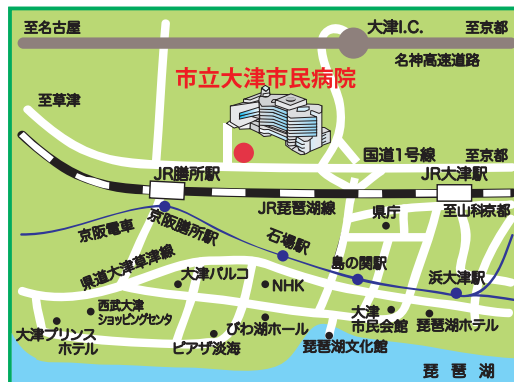 至名古屋
大津I.C.
至京都
名神高速道路
市立大津市民病院
至草津
国道1号線
至京都
JR膳所駅
JR大津駅
JR琵琶湖線
至山科京都
県庁
京阪電車
京阪膳所駅
石場駅
県道大津草津線
島の関駅
浜大津駅
大津パルコ
NHK
西武大津
ショッピングセンタ
大津
市民会館
琵琶湖ホテル
大津プリンス
ホテル
びわ湖ホール
ピアザ淡海
琵琶湖文化館
琵琶湖